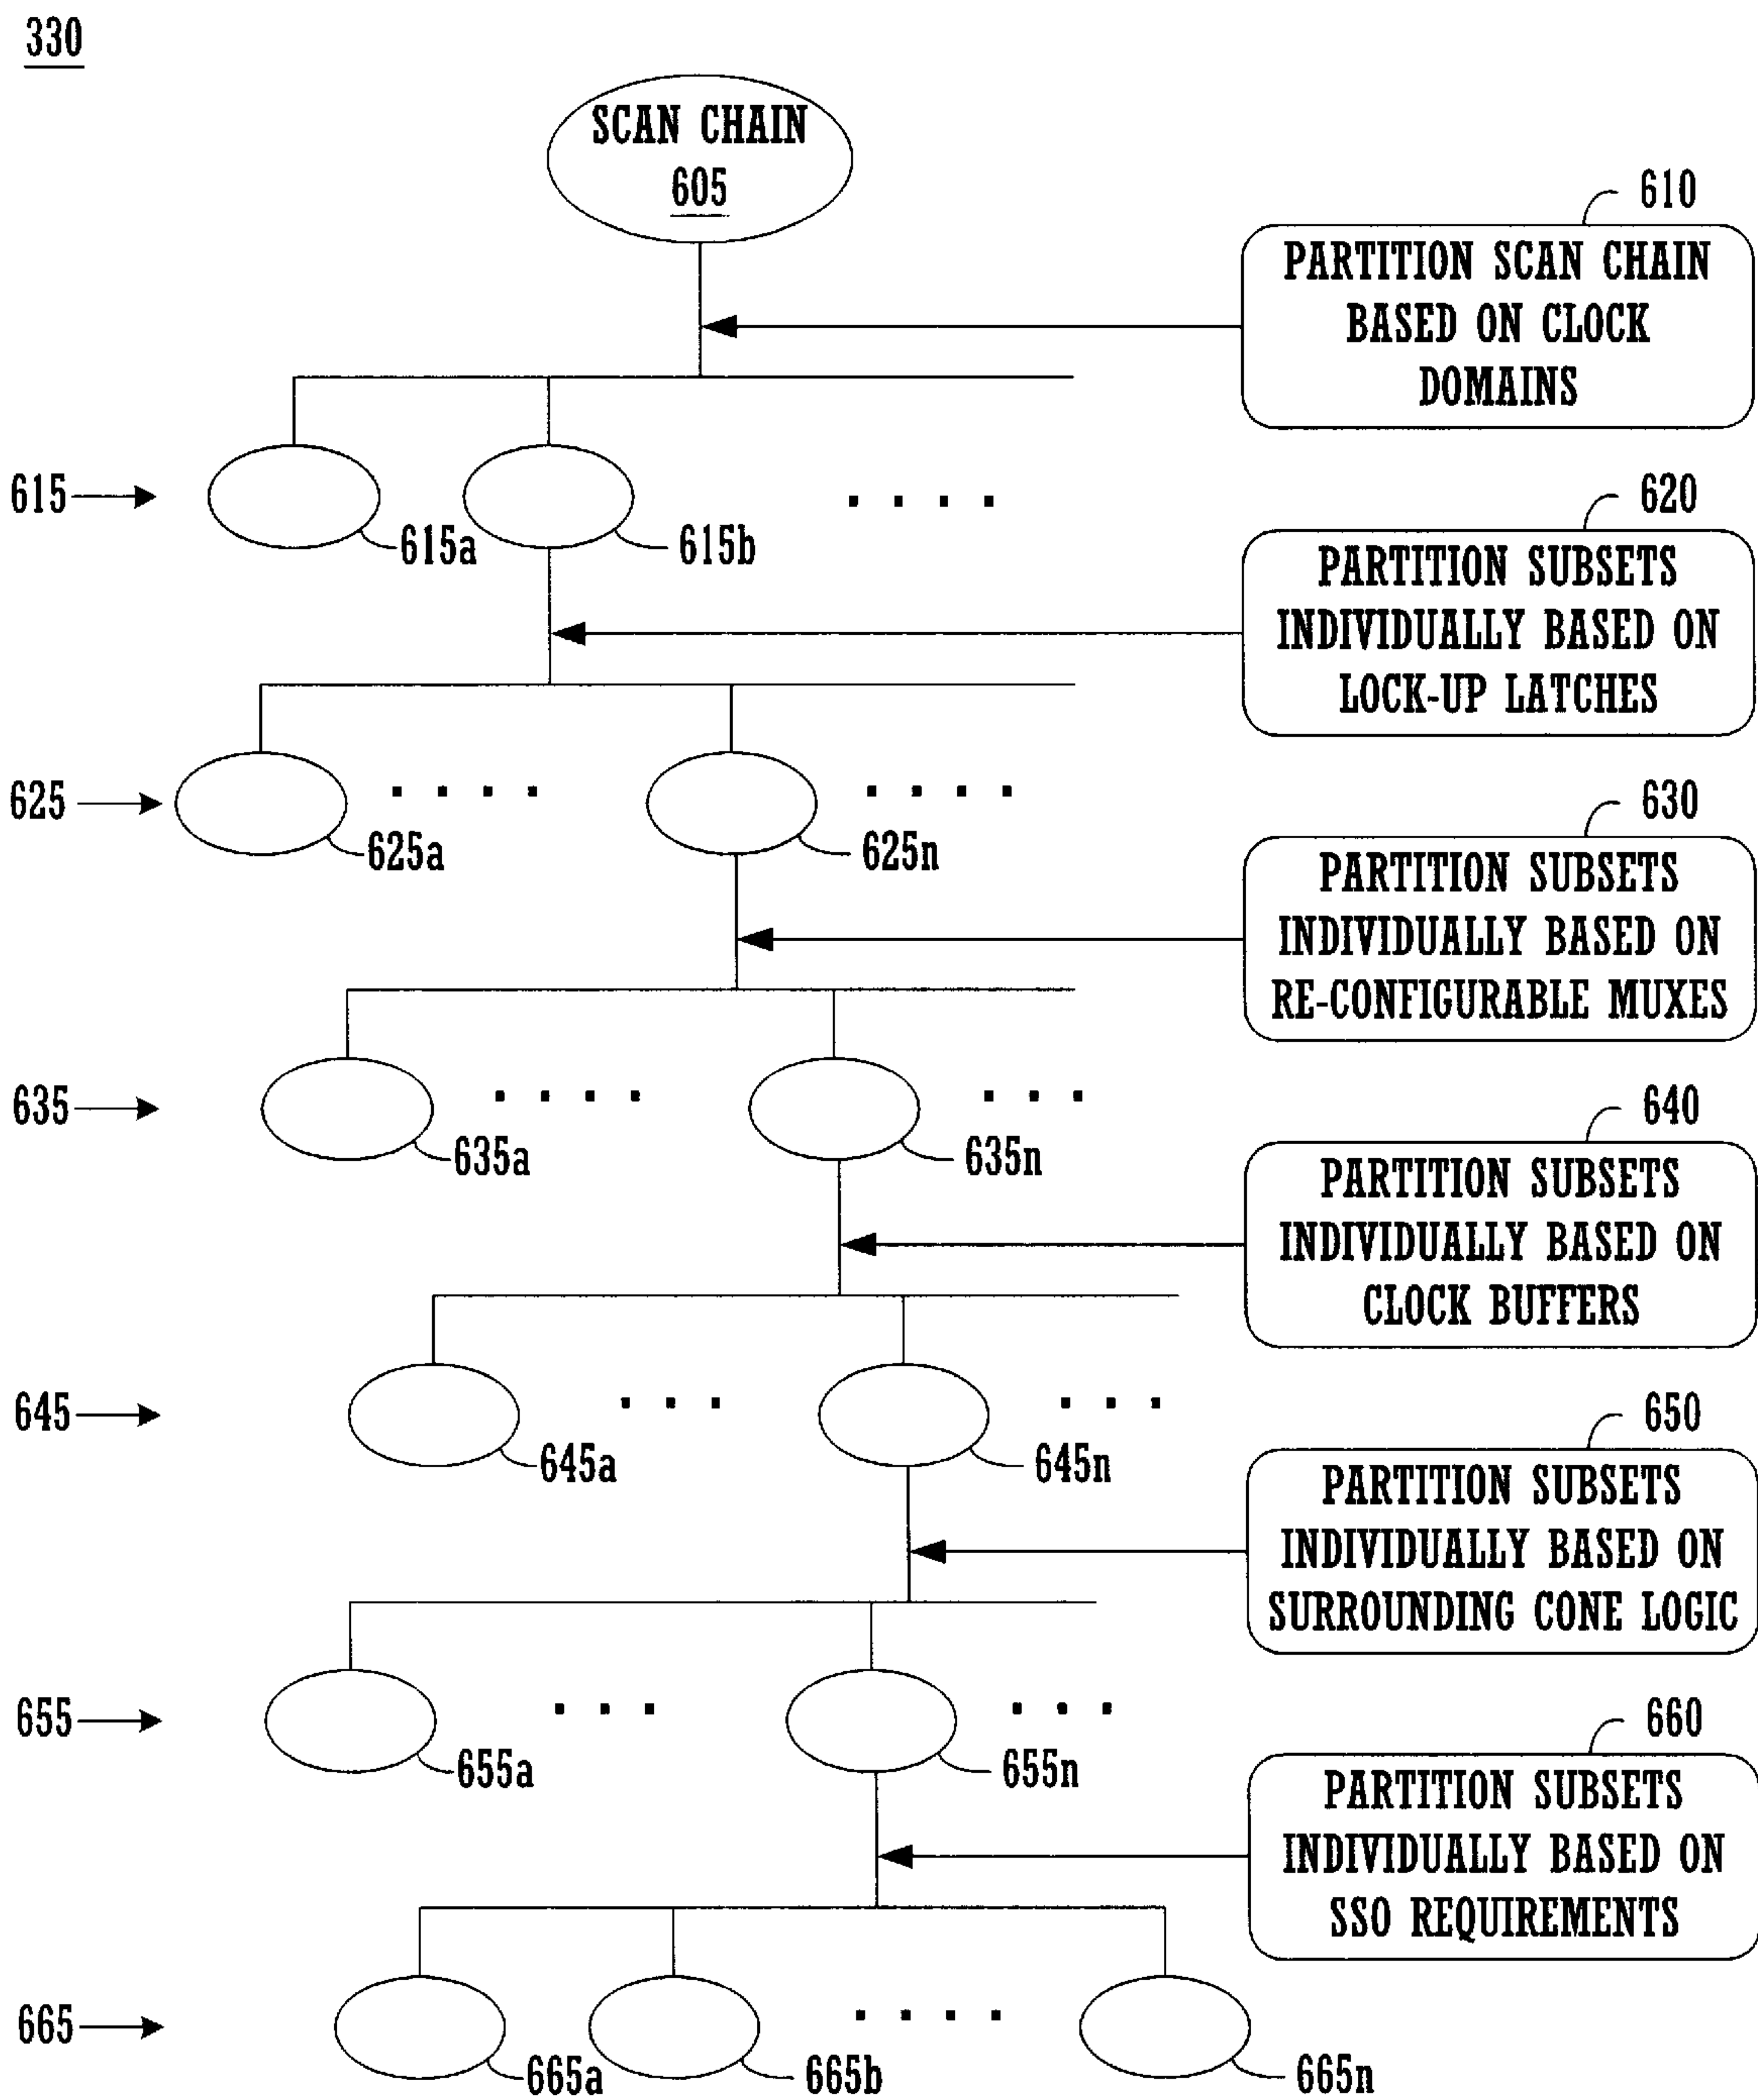 330
SCAN CHAIN
605
610
PARTITION SCAN CHAIN
BASED ON CLOCK
DOMAINS
615
615a
615b
620
PARTITION SUBSETS
INDIVIDUALLY BASED ON
LOCK-UP LATCHES
625
625a
625n
630
PARTITION SUBSETS
INDIVIDUALLY BASED ON
RE-CONFIGURABLE MUXES
635
635a
635n
640
PARTITION SUBSETS
INDIVIDUALLY BASED ON
CLOCK BUFFERS
645
645a
645n
650
PARTITION SUBSETS
INDIVIDUALLY BASED ON
SURROUNDING CONE LOGIC
655
655a
655n
660
PARTITION SUBSETS
INDIVIDUALLY BASED ON
SSO REQUIREMENTS
665
665a
665b
665n